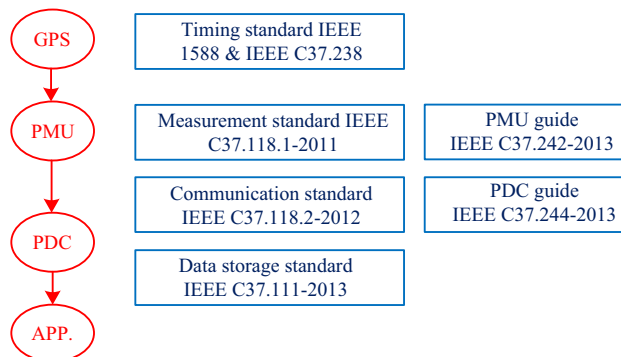 GPS
Timing standard IEEE
1588 & IEEE C37.238
PMU
Measurement standard IEEE
C37.118.1-2011
PMU guide
IEEE C37.242-2013
Communication standard
IEEE C37.118.2-2012
PDC guide
IEEE C37.244-2013
PDC
Data storage standard
IEEE C37.111-2013
APP.